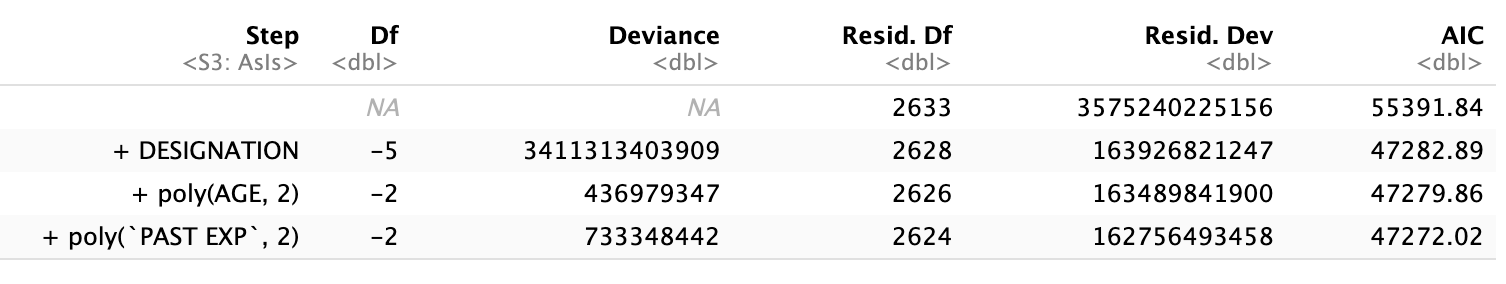 Step Df Deviance Resid. Df Resid. Dev AIC
<S3: AsIs> <dbl> <dbl> <dbl> <dbl> <dbl>
NA NA 2633 3575240225156 55391.84
+ DESIGNATION -5 3411313403909 2628 163926821247 47282.89
+ poly(AGE, 2) -2 436979347 2626 163489841900 47279.86
+ poly(`PAST EXP`, 2) -2 733348442 2624 162756493458 47272.02